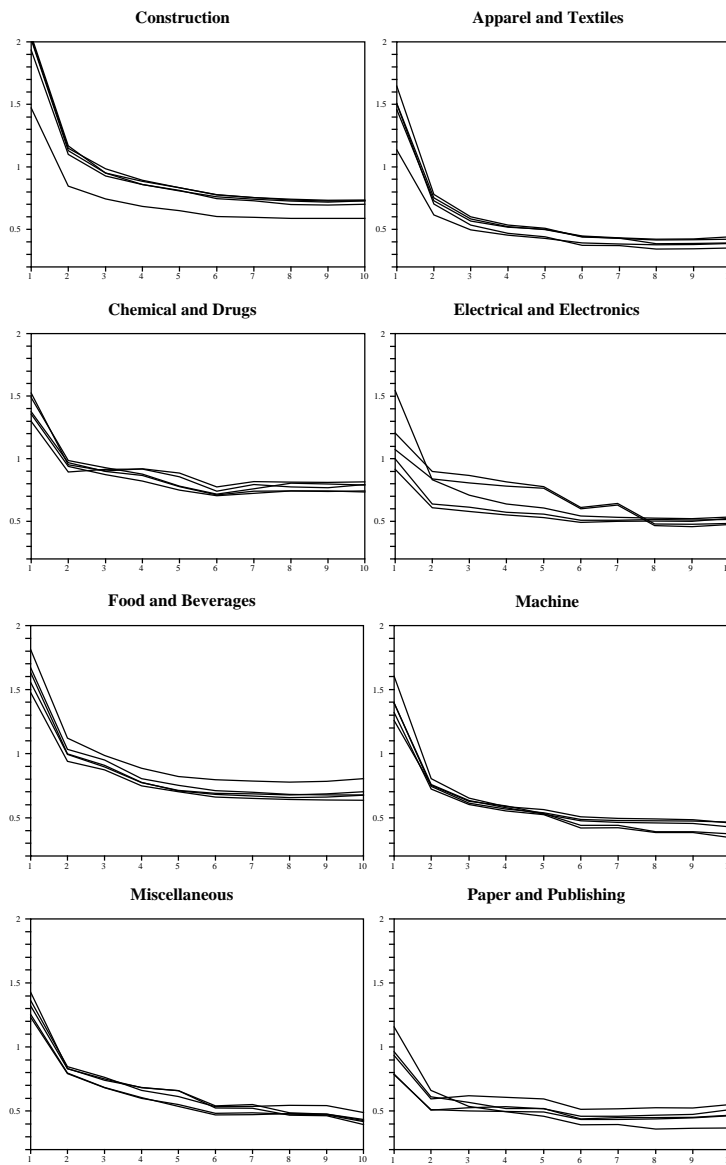 Construction
2
1.5
1
0.5
1 2 3 4 5 6 7 8 9 10
Apparel and Textiles
2
1.5
1
0.5
1 2 3 4 5 6 7 8 9
Chemical and Drugs
2
1.5
1
0.5
1 2 3 4 5 6 7 8 9 10
Electrical and Electronics
2
1.5
1
0.5
1 2 3 4 5 6 7 8 9
Food and Beverages
2
1.5
1
0.5
1 2 3 4 5 6 7 8 9 10
Machine
2
1.5
1
0.5
1 2 3 4 5 6 7 8 9
Miscellaneous
2
1.5
1
0.5
1 2 3 4 5 6 7 8 9 10
Paper and Publishing
2
1.5
1
0.5
1 2 3 4 5 6 7 8 9